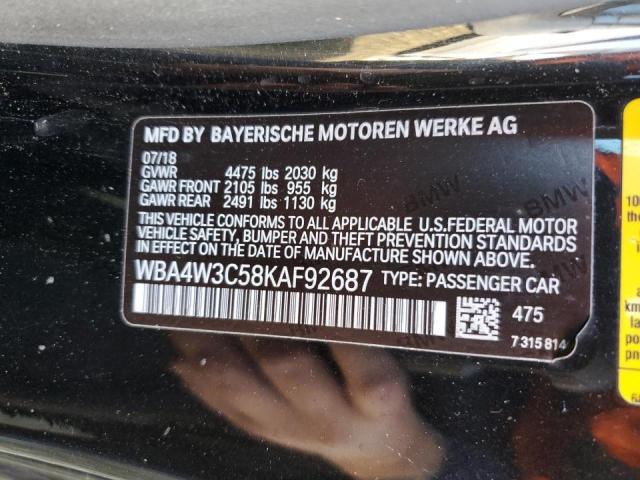 MFD BY BAYERISCHE MOTOREN WERKE AG
07/18
GVWR 4475 lbs 2030 kg
GAWR FRONT 2105 lbs 955 kg
GAWR REAR 2491 lbs 1130 kg
THIS VEHICLE CONFORMS TO ALL APPLICABLE U.S.FEDERAL MOTOR
VEHICLE SAFETY, BUMPER AND THEFT PREVENTION STANDARDS
IN EFFECT ON THE DATE OF MANUFACTURE SHOWN ABOVE.
WBA4W3C58KAF92687 TYPE: PASSENGER CAR
475
7 315 814
BMW
BMW
BMW